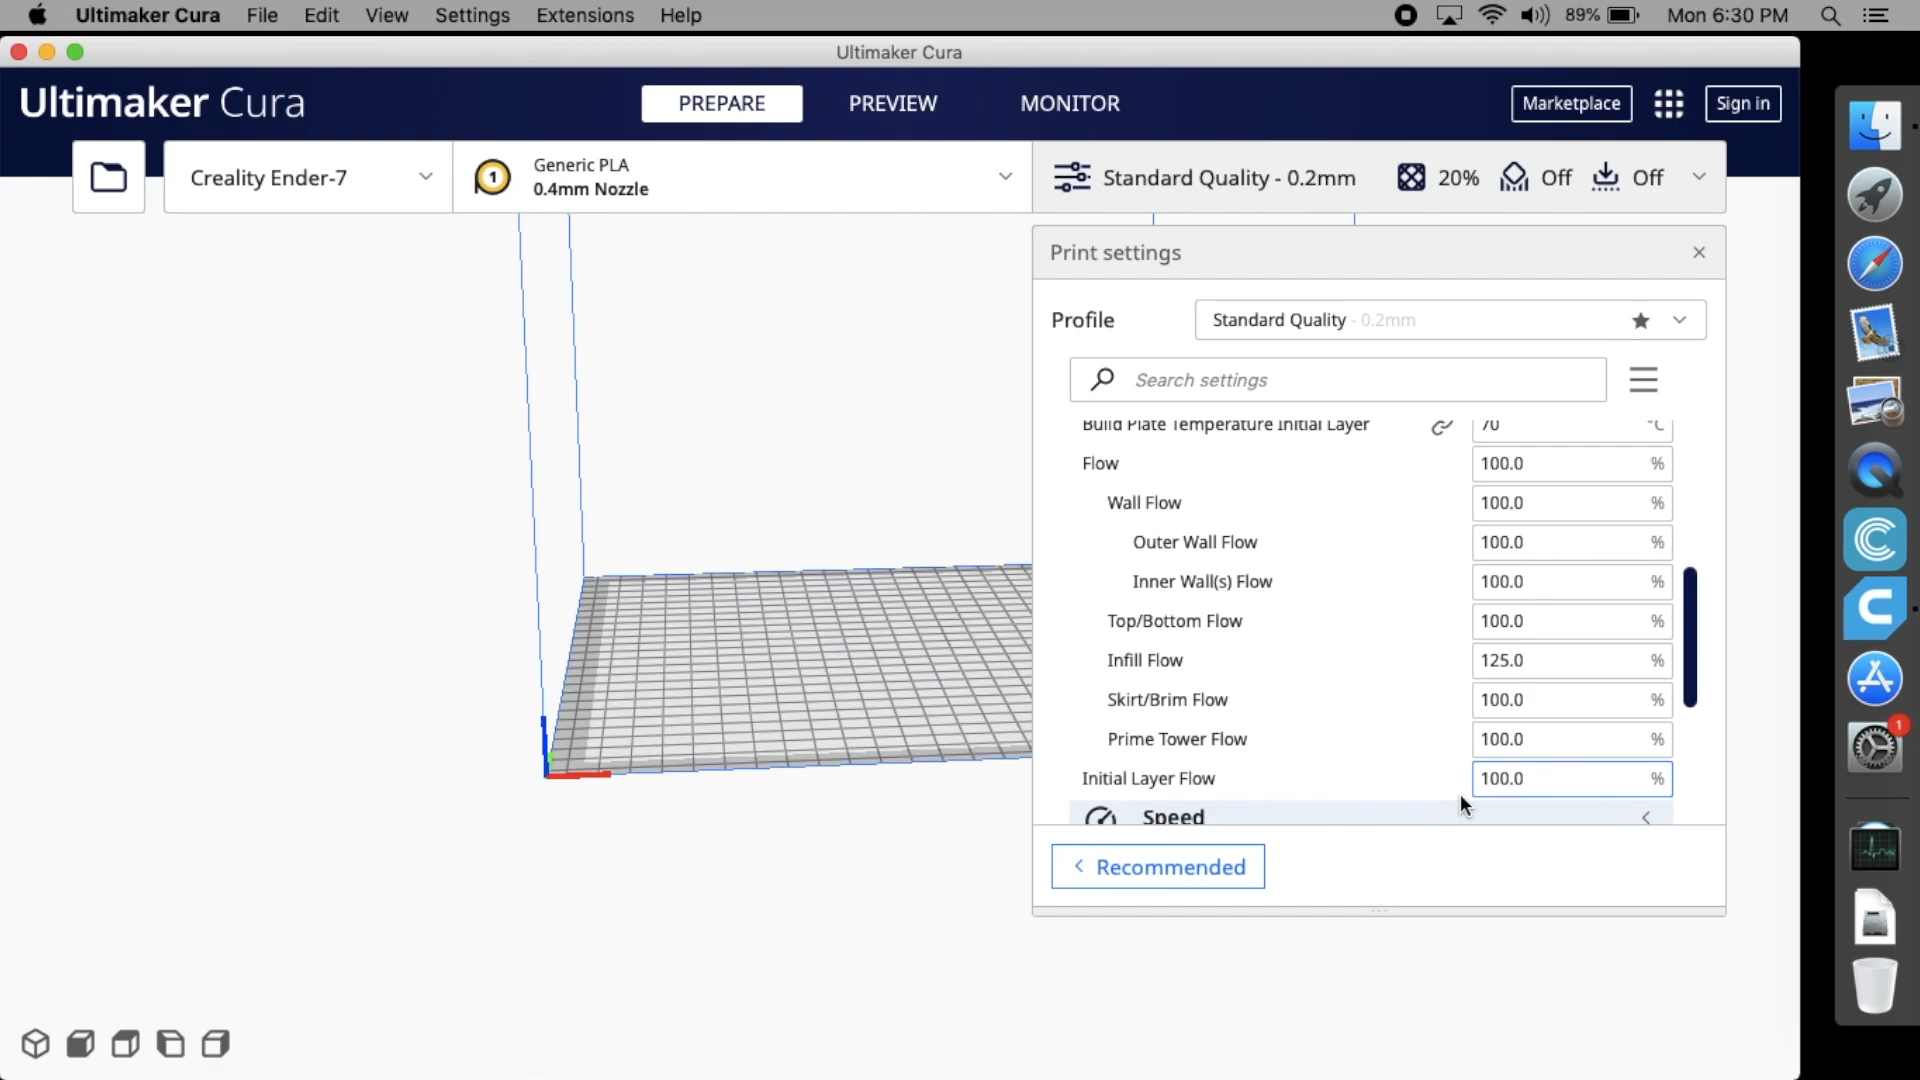 Ultimaker Cura File Edit View Settings Extensions Help 89% Mon 6:30 PM
Ultimaker Cura
Ultimaker Cura PREPARE PREVIEW MONITOR Marketplace Sign in
Creality Ender-7
1 Generic PLA
0.4mm Nozzle
Standard Quality - 0.2mm 20% Off Off
Print settings
Profile Standard Quality - 0.2mm
Search settings
Build Plate Temperature Initial Layer 70 °C
Flow 100.0 %
Wall Flow 100.0 %
Outer Wall Flow 100.0 %
Inner Wall(s) Flow 100.0 %
Top/Bottom Flow 100.0 %
Infill Flow 125.0 %
Skirt/Brim Flow 100.0 %
Prime Tower Flow 100.0 %
Initial Layer Flow 100.0 %
Speed
Recommended
1